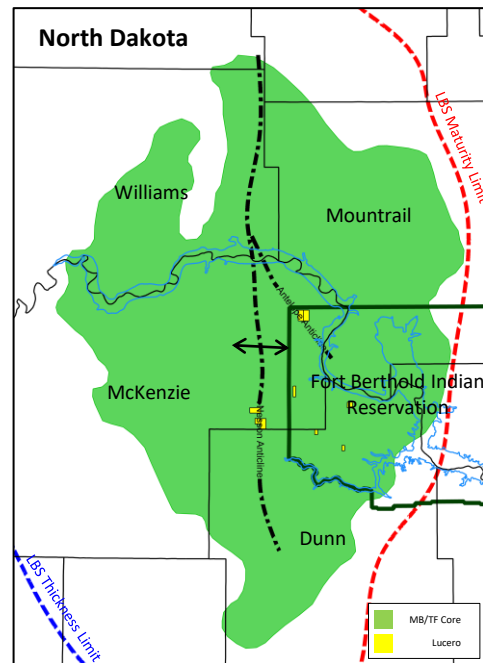 North Dakota
LBS Maturity Limit
Williams
Mountrail
Antelope Anticline
McKenzie
Fort Berthold Indian
Reservation
Nesson Anticline
Dunn
LBS Thickness Limit
MB/TF Core
Lucero